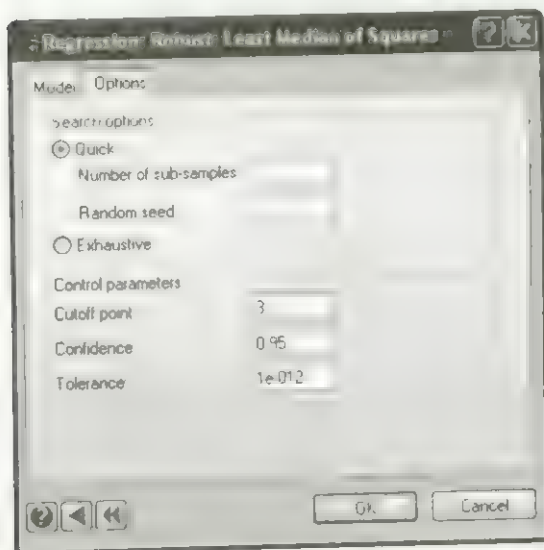 Regression: Robust: Least Median of Squares
Model Options
Search options
Quick
Number of sub-samples
Random seed
Exhaustive
Control parameters
Cutoff point 3
Confidence 0.95
Tolerance 1e-012
OK Cancel